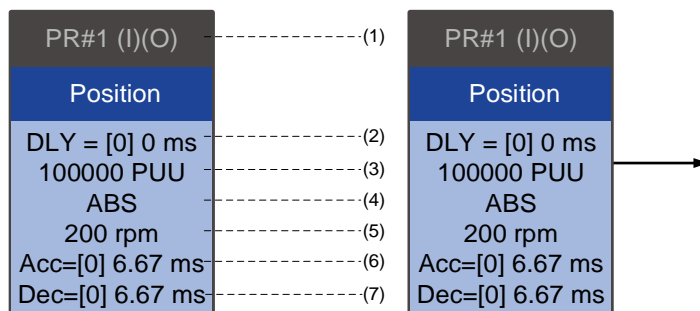 PR#1 (I)(O) (1) PR#1 (I)(O)
Position Position
DLY = [0] 0 ms (2) DLY = [0] 0 ms
100000 PUU (3) 100000 PUU
ABS (4) ABS
200 rpm (5) 200 rpm
Acc=[0] 6.67 ms (6) Acc=[0] 6.67 ms
Dec=[0] 6.67 ms (7) Dec=[0] 6.67 ms